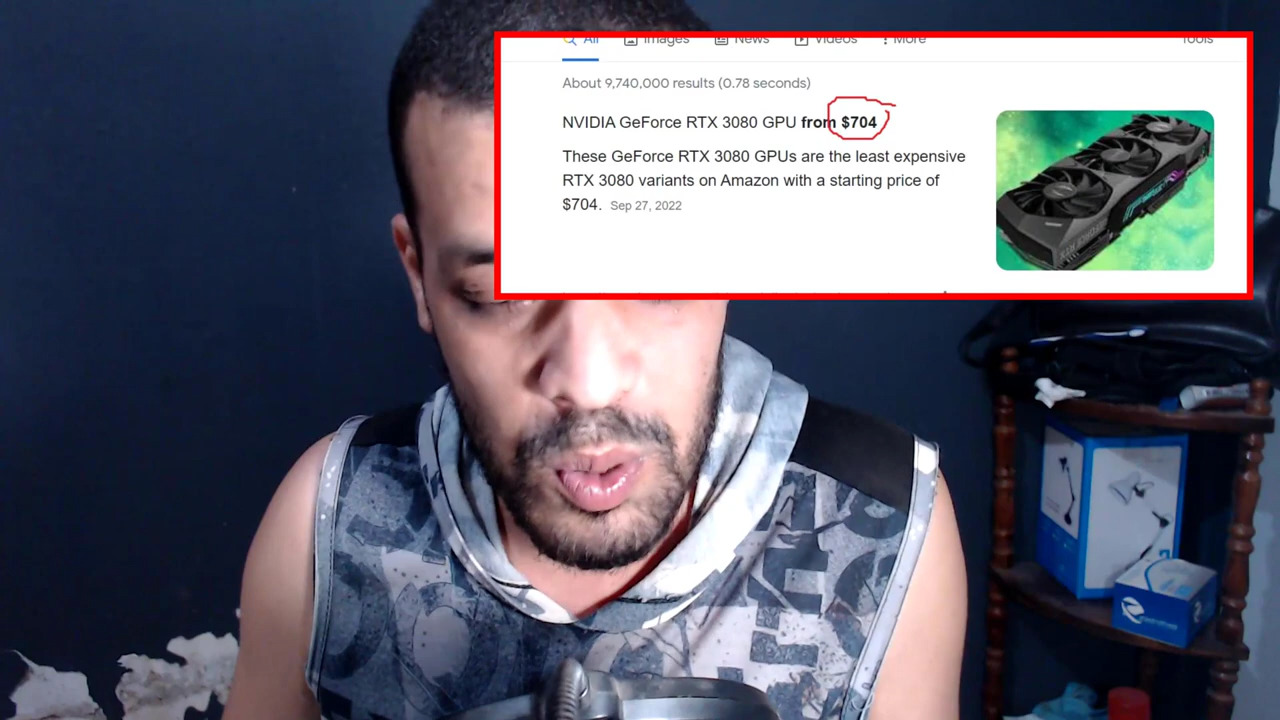 All Images News Videos More Tools
About 9,740,000 results (0.78 seconds)
NVIDIA GeForce RTX 3080 GPU from $704
These GeForce RTX 3080 GPUs are the least expensive
RTX 3080 variants on Amazon with a starting price of
$704. Sep 27, 2022